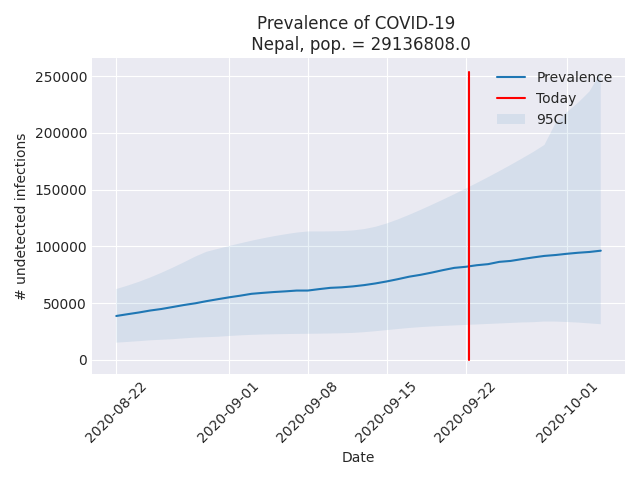 Prevalence of COVID-19
Nepal, pop. = 29136808.0
Prevalence
Today
95CI
# undetected infections
250000
200000
150000
100000
50000
0
2020-08-22
2020-09-01
2020-09-08
2020-09-15
2020-09-22
2020-10-01
Date